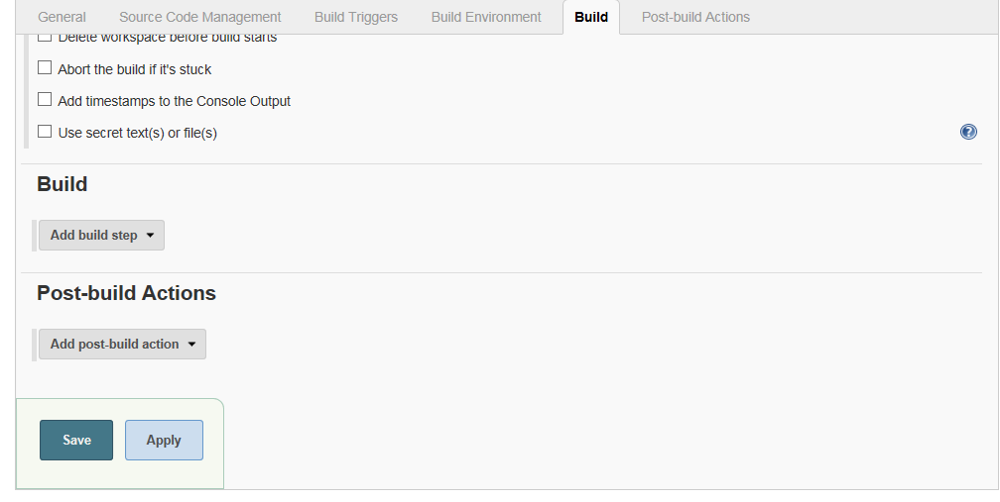 General Source Code Management Build Triggers Build Environment Build Post-build Actions
Delete workspace before build starts
Abort the build if it's stuck
Add timestamps to the Console Output
Use secret text(s) or file(s) ?
Build
Add build step
Post-build Actions
Add post-build action
Save Apply